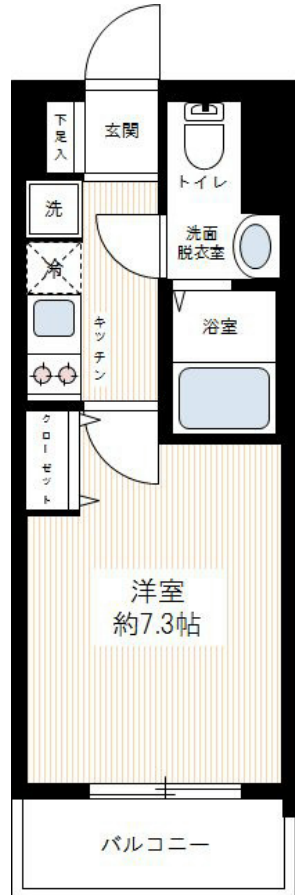 下足入
玄関
トイレ
洗
洗面
脱衣室
冷
キッチン
浴室
クローゼット
洋室
約7.3帖
バルコニー